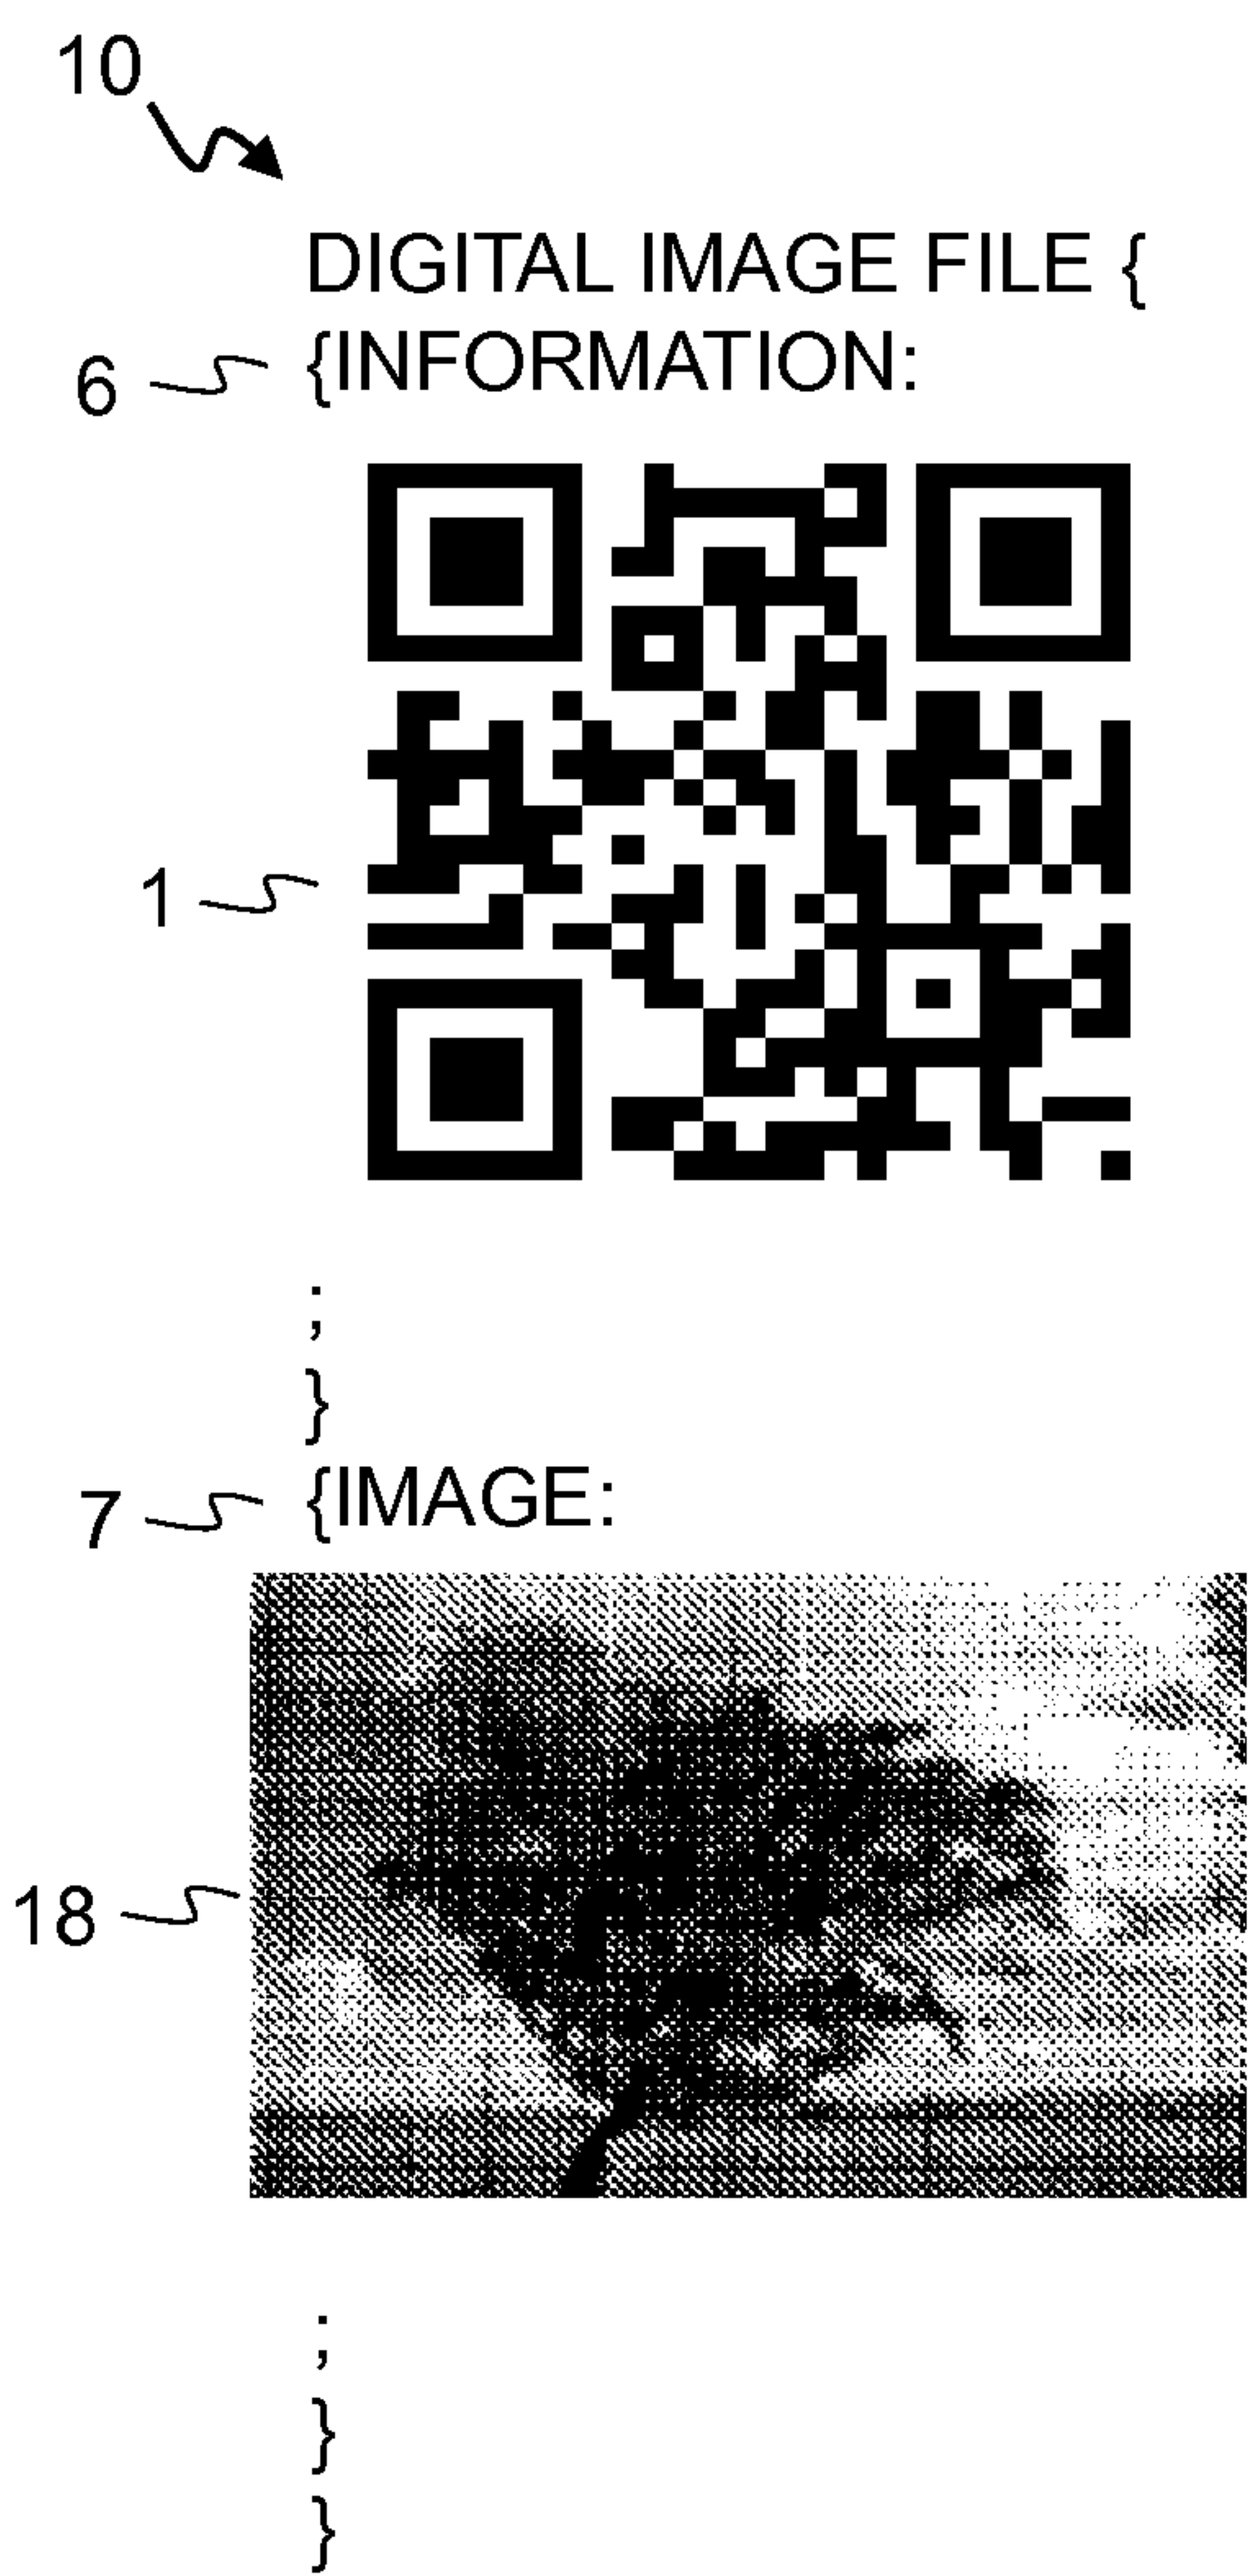 10
DIGITAL IMAGE FILE {
6 {INFORMATION:
1
;
}
7 {IMAGE:
18
;
}
}